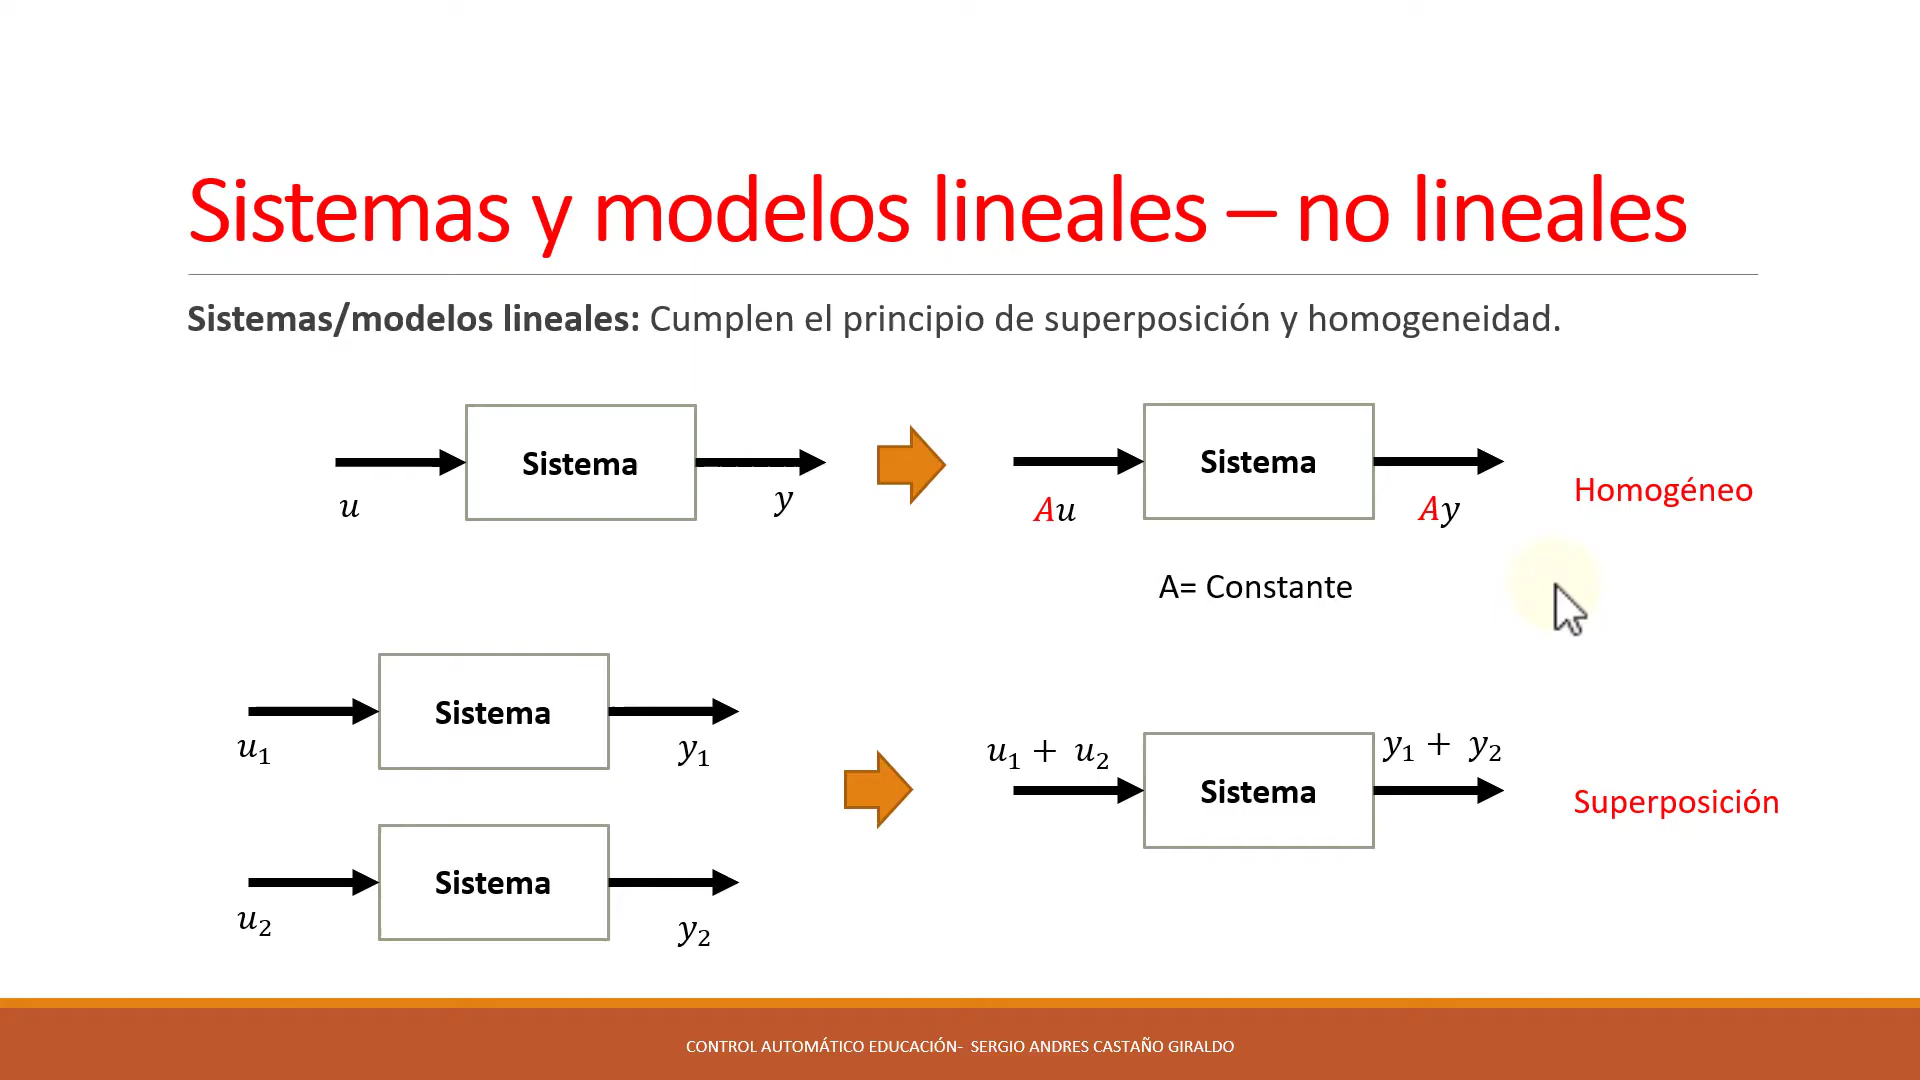 Sistemas y modelos lineales – no lineales
Sistemas/modelos lineales: Cumplen el principio de superposición y homogeneidad.
Sistema
u
y
Sistema
Au
Ay
Homogéneo
A= Constante
Sistema
u₁
y₁
Sistema
u₂
y₂
u₁ + u₂
Sistema
y₁ + y₂
Superposición
CONTROL AUTOMÁTICO EDUCACIÓN- SERGIO ANDRES CASTAÑO GIRALDO